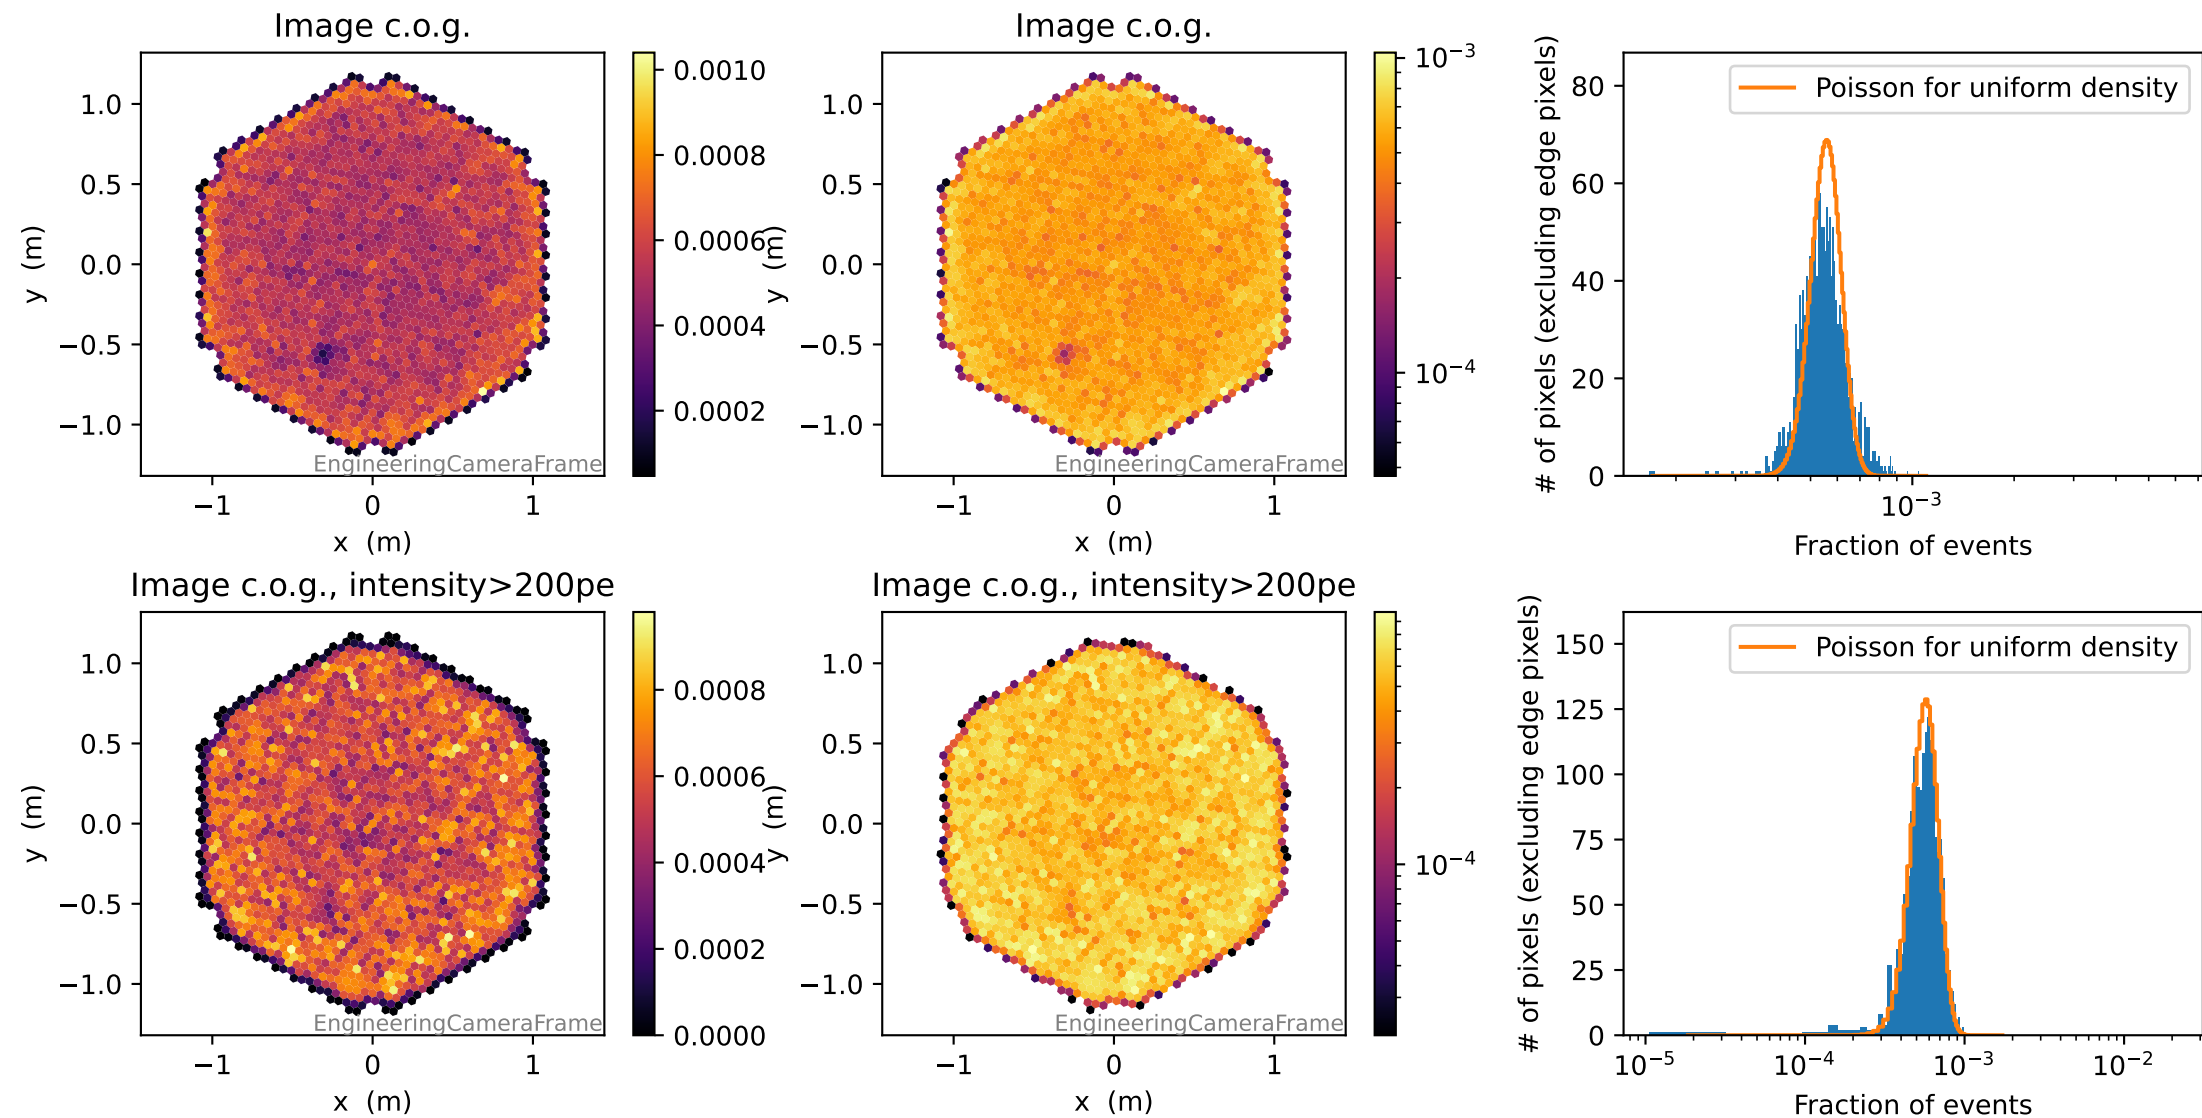 Image c.o.g.
1.0
0.5
0.0
−0.5
−1.0
y (m)
−1
0
1
x (m)
EngineeringCameraFrame
0.0010
0.0008
0.0006
0.0004
0.0002
Image c.o.g.
1.0
0.5
0.0
−0.5
−1.0
y (m)
−1
0
1
x (m)
EngineeringCameraFrame
10−3
10−4
80
60
40
20
0
# of pixels (excluding edge pixels)
Poisson for uniform density
10−3
Fraction of events
Image c.o.g., intensity>200pe
1.0
0.5
0.0
−0.5
−1.0
y (m)
−1
0
1
x (m)
EngineeringCameraFrame
0.0008
0.0006
0.0004
0.0002
0.0000
Image c.o.g., intensity>200pe
1.0
0.5
0.0
−0.5
−1.0
y (m)
−1
0
1
x (m)
EngineeringCameraFrame
10−4
150
125
100
75
50
25
0
# of pixels (excluding edge pixels)
Poisson for uniform density
10−5
10−4
10−3
10−2
Fraction of events